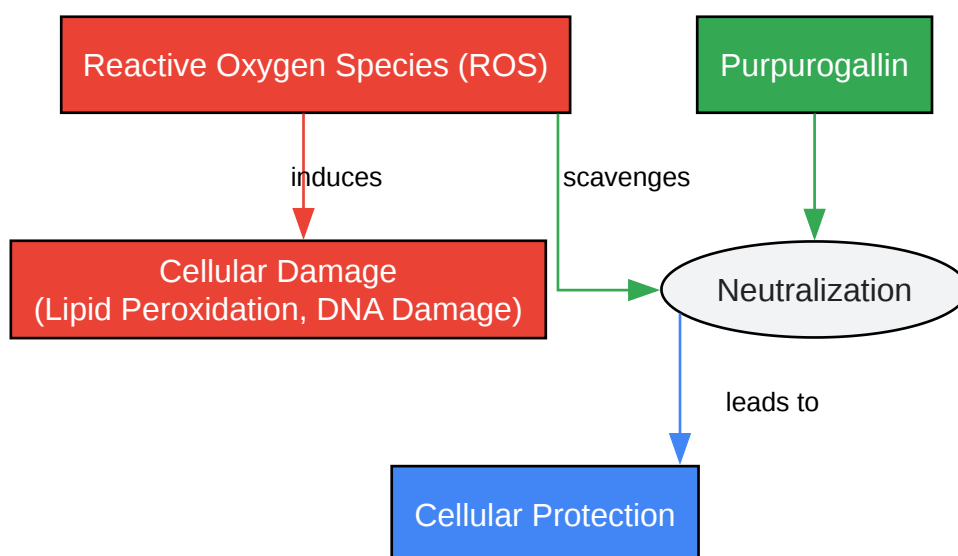 Reactive Oxygen Species (ROS)
Purpurogallin
induces
scavenges
Cellular Damage
(Lipid Peroxidation, DNA Damage)
Neutralization
leads to
Cellular Protection